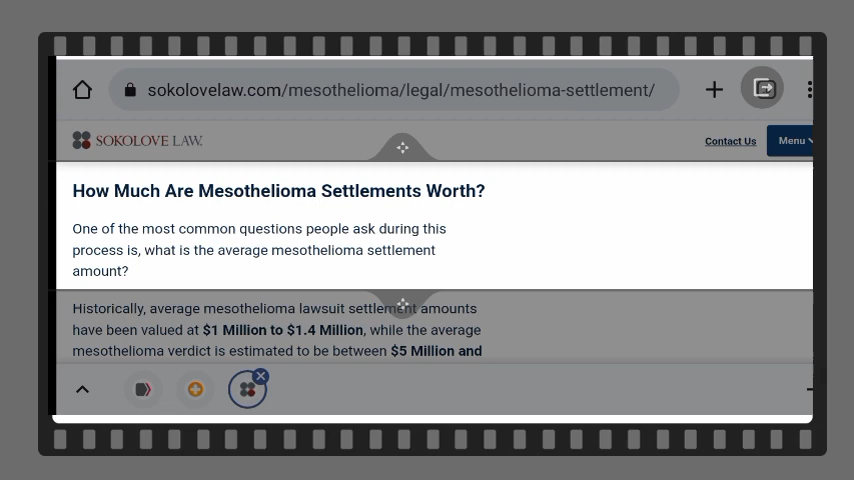 sokolovelaw.com/mesothelioma/legal/mesothelioma-settlement/
SOKOLOVE LAW
Contact Us
Menu
How Much Are Mesothelioma Settlements Worth?
One of the most common questions people ask during this
process is, what is the average mesothelioma settlement
amount?
Historically, average mesothelioma lawsuit settlement amounts
have been valued at $1 Million to $1.4 Million, while the average
mesothelioma verdict is estimated to be between $5 Million and